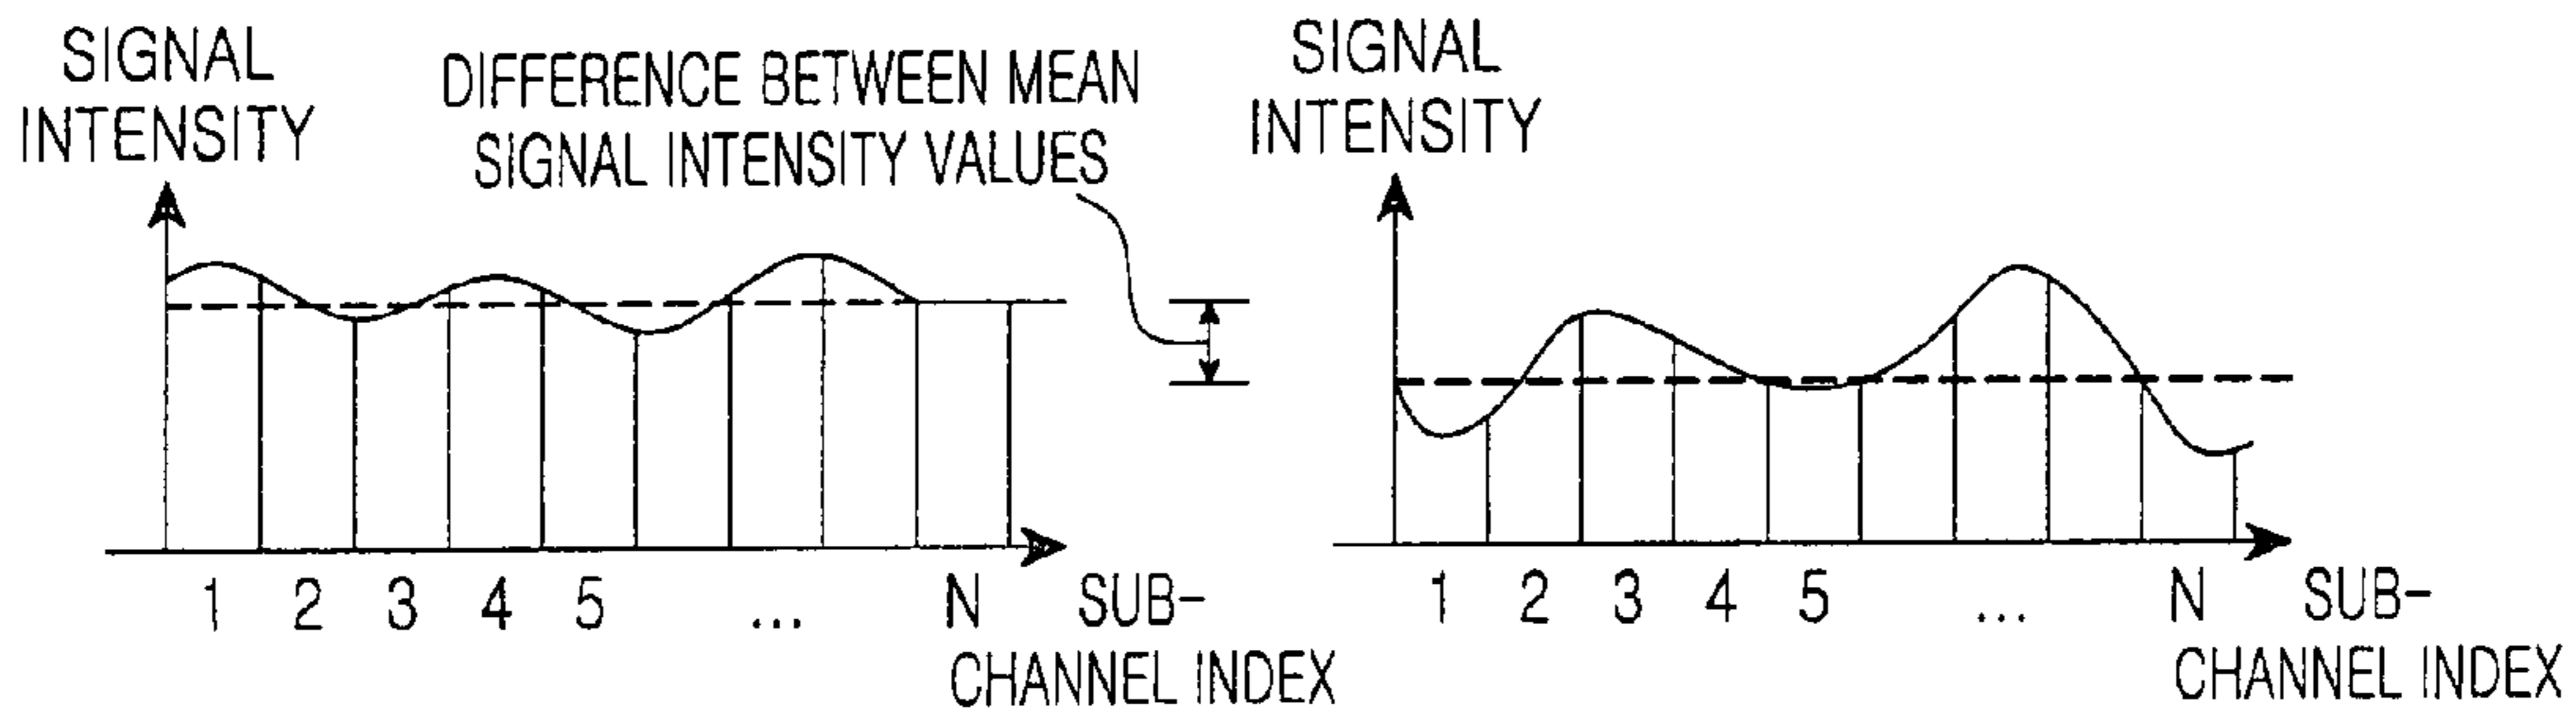 SIGNAL
INTENSITY
DIFFERENCE BETWEEN MEAN
SIGNAL INTENSITY VALUES
SIGNAL
INTENSITY
1 2 3 4 5 ... N SUB-
CHANNEL INDEX
1 2 3 4 5 ... N SUB-
CHANNEL INDEX